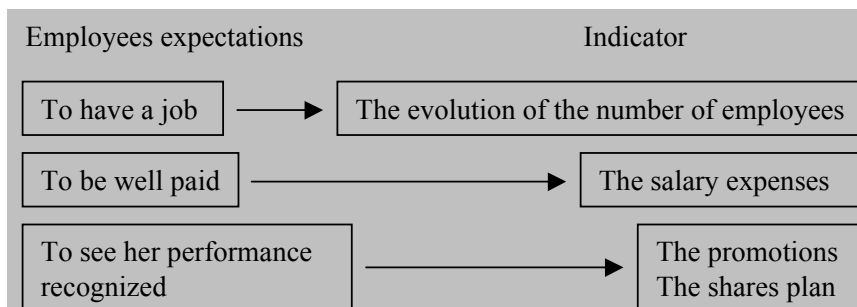 Employees expectations
Indicator
To have a job
The evolution of the number of employees
To be well paid
The salary expenses
To see her performance
recognized
The promotions
The shares plan